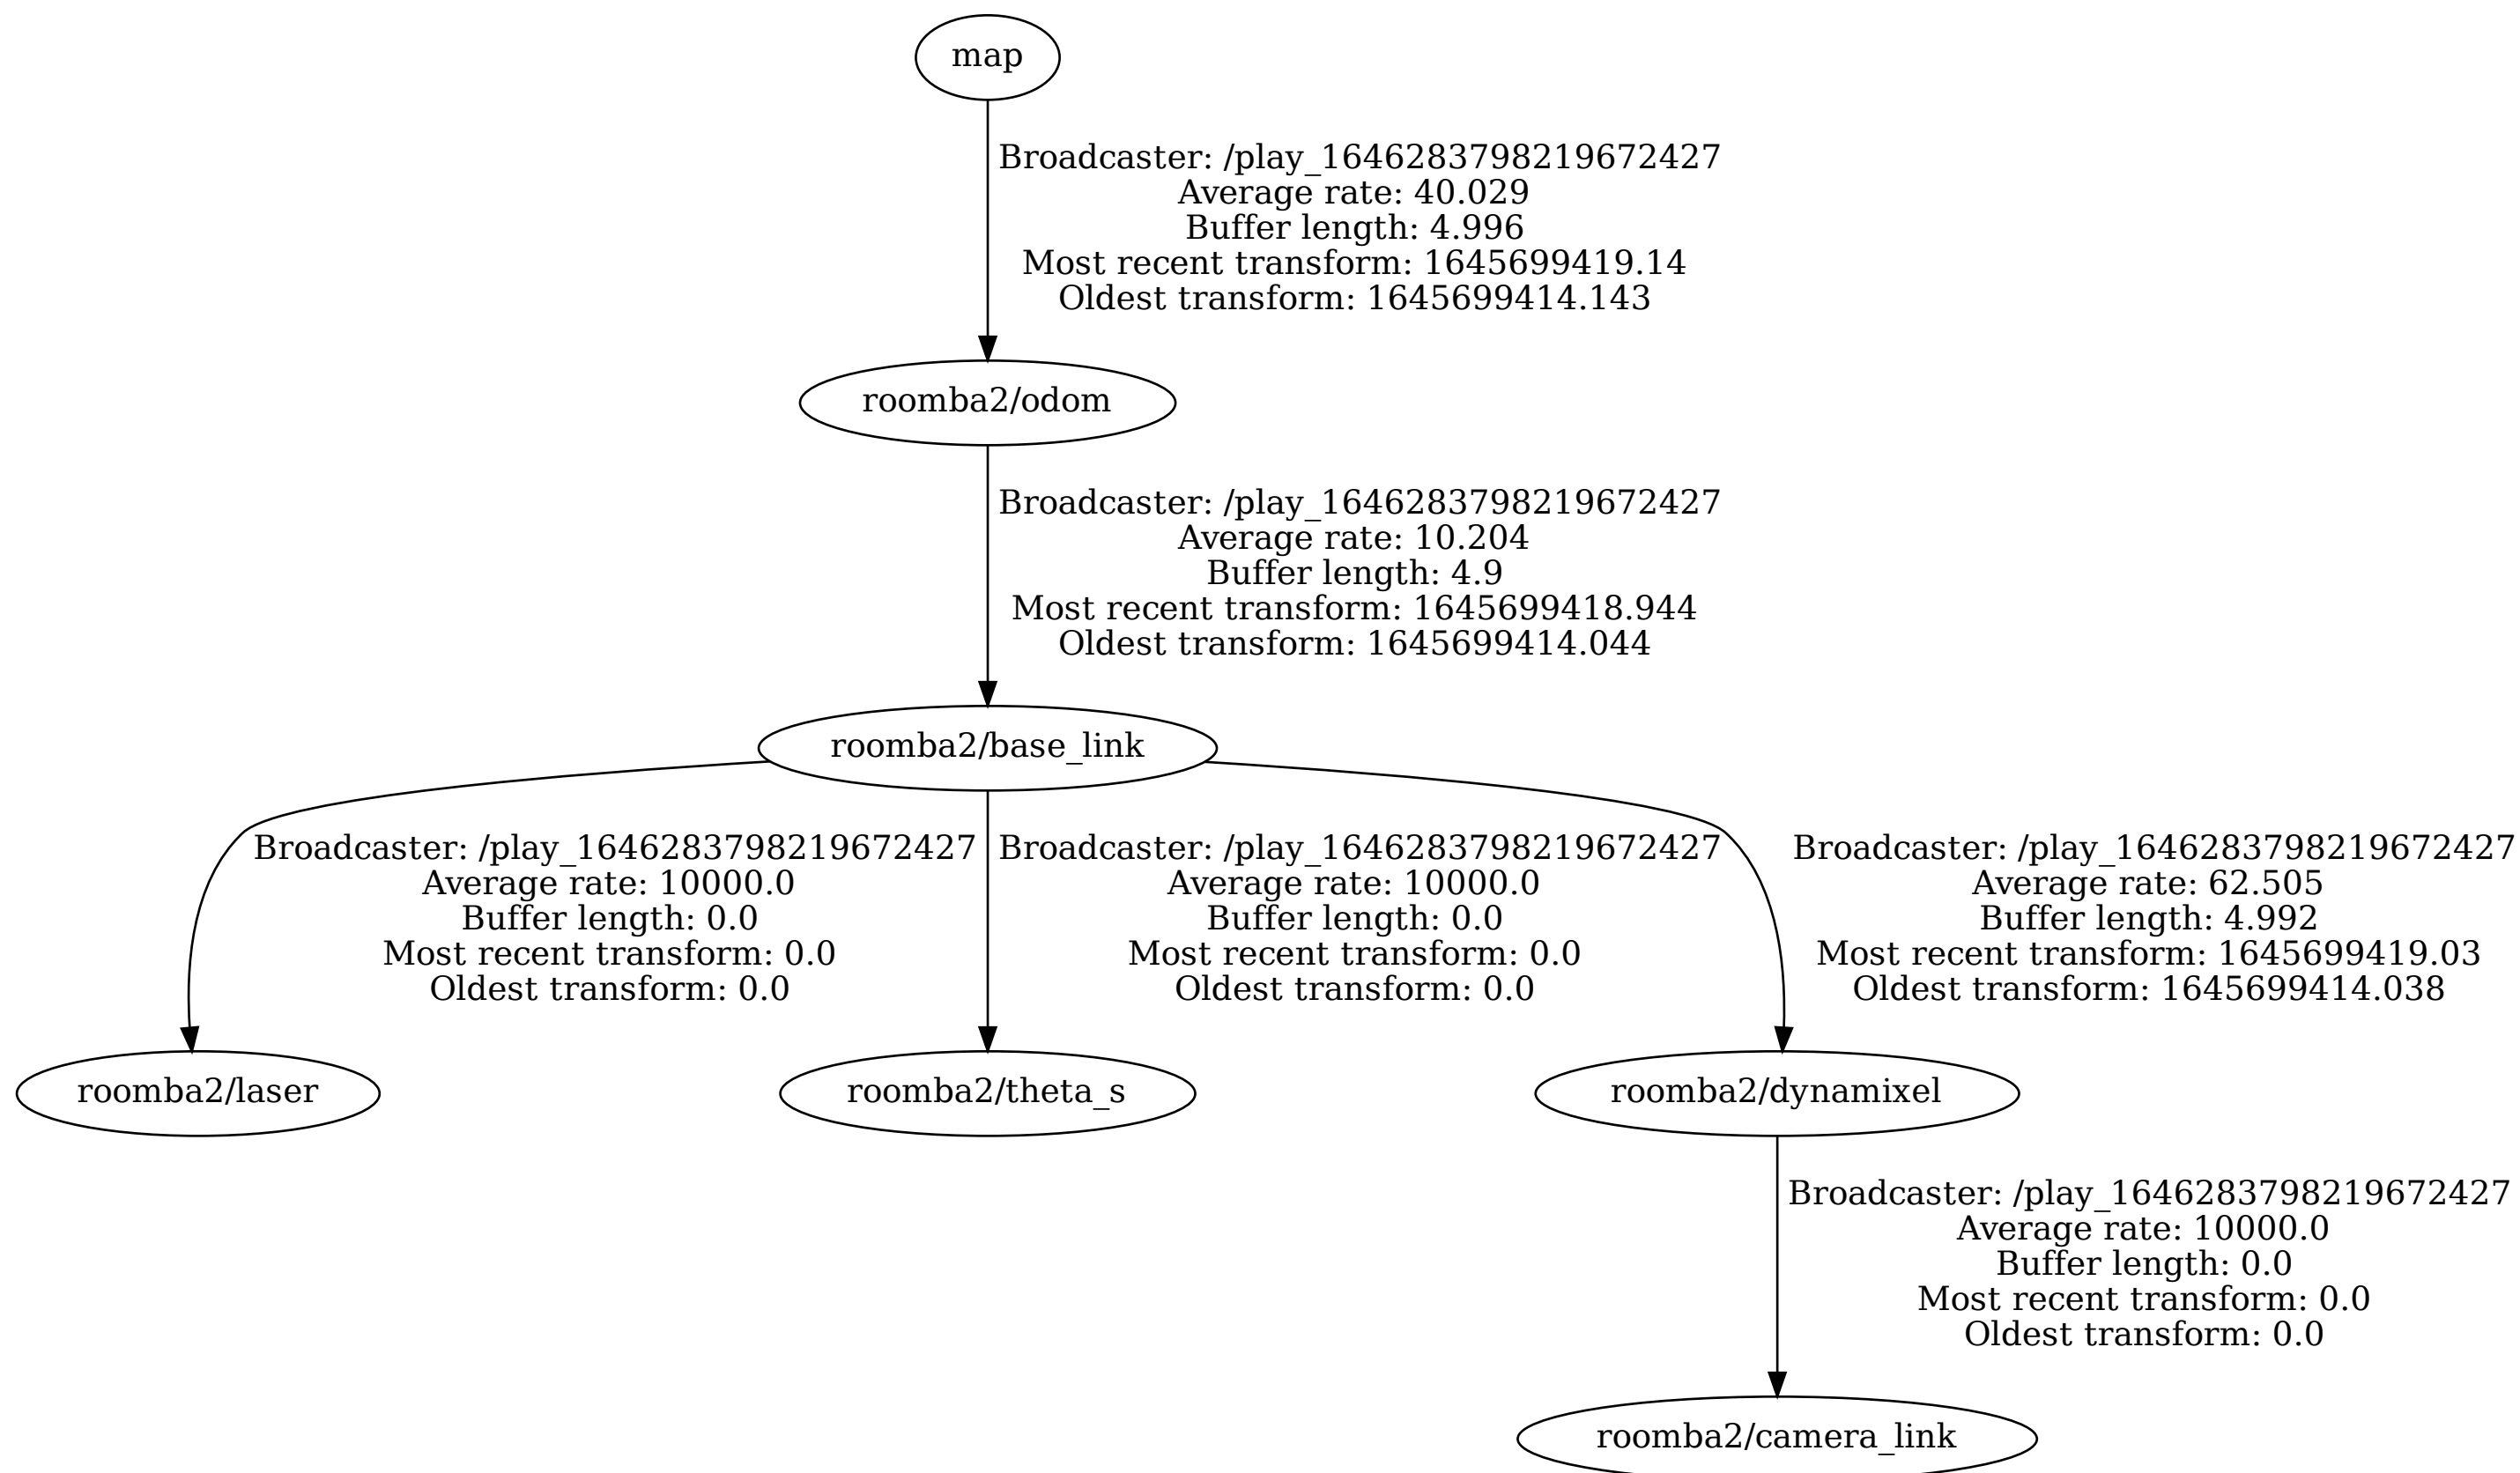 map
Broadcaster: /play_1646283798219672427
Average rate: 40.029
Buffer length: 4.996
Most recent transform: 1645699419.14
Oldest transform: 1645699414.143
roomba2/odom
Broadcaster: /play_1646283798219672427
Average rate: 10.204
Buffer length: 4.9
Most recent transform: 1645699418.944
Oldest transform: 1645699414.044
roomba2/base_link
Broadcaster: /play_1646283798219672427
Average rate: 10000.0
Buffer length: 0.0
Most recent transform: 0.0
Oldest transform: 0.0
Broadcaster: /play_1646283798219672427
Average rate: 10000.0
Buffer length: 0.0
Most recent transform: 0.0
Oldest transform: 0.0
Broadcaster: /play_1646283798219672427
Average rate: 62.505
Buffer length: 4.992
Most recent transform: 1645699419.03
Oldest transform: 1645699414.038
roomba2/laser
roomba2/theta_s
roomba2/dynamixel
Broadcaster: /play_1646283798219672427
Average rate: 10000.0
Buffer length: 0.0
Most recent transform: 0.0
Oldest transform: 0.0
roomba2/camera_link